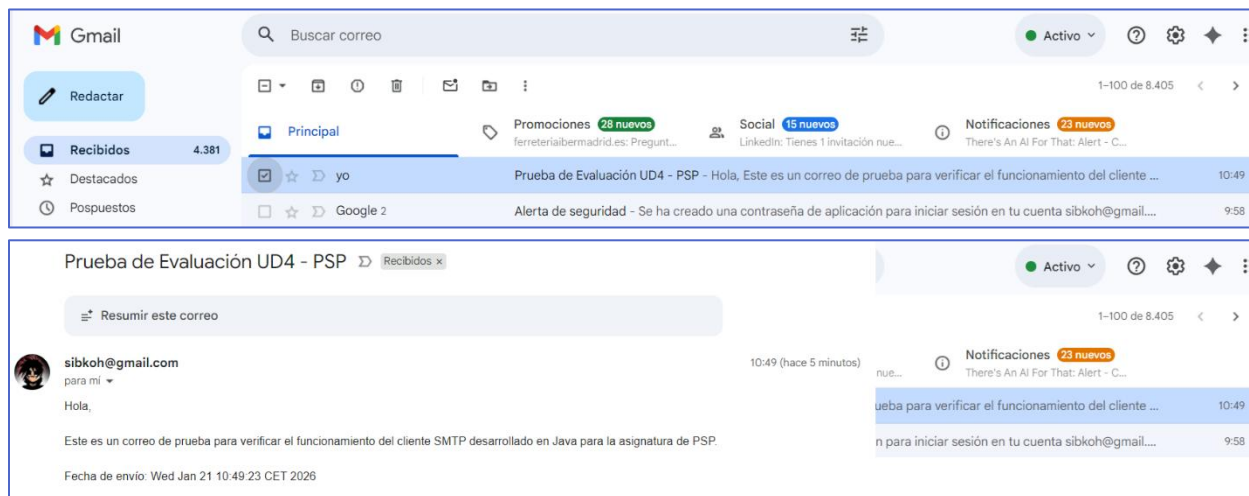 Gmail
Buscar correo
Activo
Redactar
1–100 de 8.405
Principal
Promociones 28 nuevos
ferreteriaibermadrid.es: Pregunt...
Social 15 nuevos
LinkedIn: Tienes 1 invitación nue...
Notificaciones 23 nuevos
There's An AI For That: Alert - C...
Recibidos 4.381
Destacados
Pospuestos
yo Prueba de Evaluación UD4 - PSP - Hola, Este es un correo de prueba para verificar el funcionamiento del cliente ... 10:49
Google 2 Alerta de seguridad - Se ha creado una contraseña de aplicación para iniciar sesión en tu cuenta sibkoh@gmail.... 9:58
Prueba de Evaluación UD4 - PSP Recibidos x
Activo
Resumir este correo
1–100 de 8.405
sibkoh@gmail.com 10:49 (hace 5 minutos)
para mí
nue...
Notificaciones 23 nuevos
There's An AI For That: Alert - C...
Hola,
ueba para verificar el funcionamiento del cliente ... 10:49
Este es un correo de prueba para verificar el funcionamiento del cliente SMTP desarrollado en Java para la asignatura de PSP.
n para iniciar sesión en tu cuenta sibkoh@gmail.... 9:58
Fecha de envío: Wed Jan 21 10:49:23 CET 2026